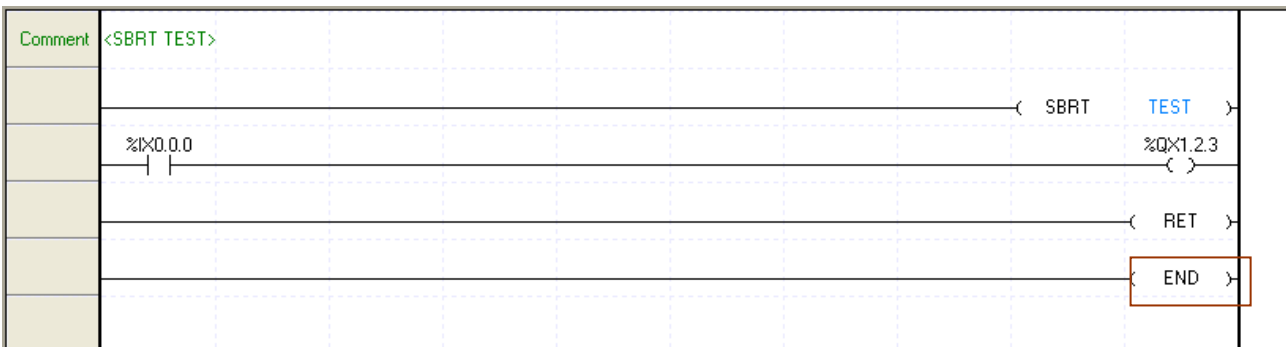 Comment <SBRT TEST>
SBRT TEST
%IX0.0.0 %QX1.2.3
RET
END